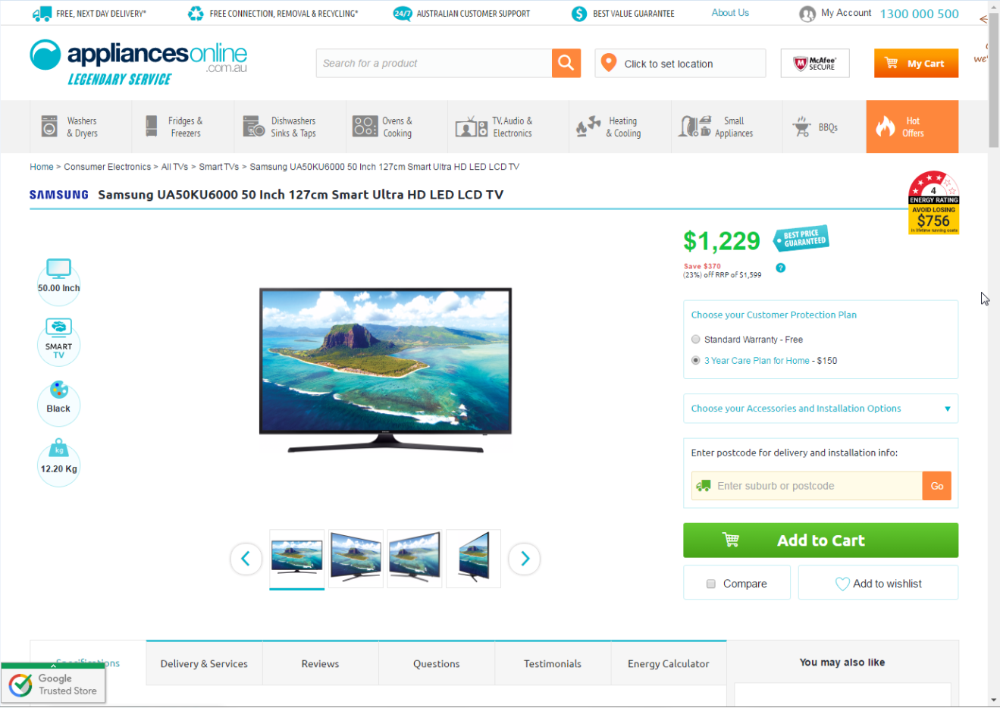 FREE, NEXT DAY DELIVERY*
FREE CONNECTION, REMOVAL & RECYCLING*
24/7
AUSTRALIAN CUSTOMER SUPPORT
$
BEST VALUE GUARANTEE
About Us
My Account
1300 000 500
appliancesonline
.com.au
LEGENDARY SERVICE
Search for a product
Click to set location
McAfee
SECURE
My Cart
we'
Washers
& Dryers
Fridges &
Freezers
Dishwashers
Sinks & Taps
Ovens &
Cooking
TV, Audio &
Electronics
Heating
& Cooling
Small
Appliances
BBQs
Hot
Offers
Home > Consumer Electronics > All TVs > Smart TVs > Samsung UA50KU6000 50 Inch 127cm Smart Ultra HD LED LCD TV
SAMSUNG Samsung UA50KU6000 50 Inch 127cm Smart Ultra HD LED LCD TV
4
ENERGY RATING
AVOID LOSING
$756
in lifetime running costs
$1,229
BEST PRICE
GUARANTEED
Save $370
(23%) off RRP of $1,599
?
50.00 Inch
SMART
TV
Black
kg
12.20 Kg
Choose your Customer Protection Plan
Standard Warranty - Free
3 Year Care Plan for Home - $150
Choose your Accessories and Installation Options
Enter postcode for delivery and installation info:
Enter suburb or postcode
Go
Add to Cart
Compare
Add to wishlist
Specifications
Delivery & Services
Reviews
Questions
Testimonials
Energy Calculator
You may also like
Google
Trusted Store